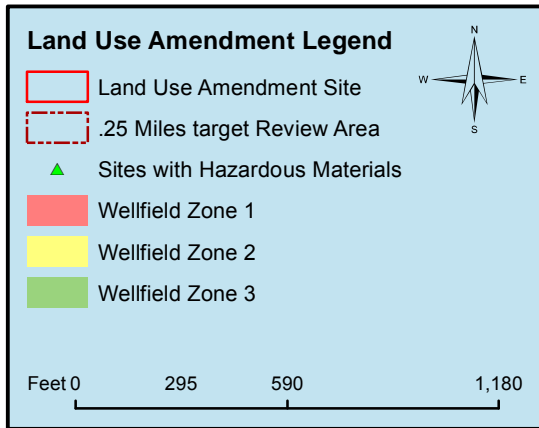 Land Use Amendment Legend
N
W E
S
Land Use Amendment Site
.25 Miles target Review Area
Sites with Hazardous Materials
Wellfield Zone 1
Wellfield Zone 2
Wellfield Zone 3
Feet 0 295 590 1,180